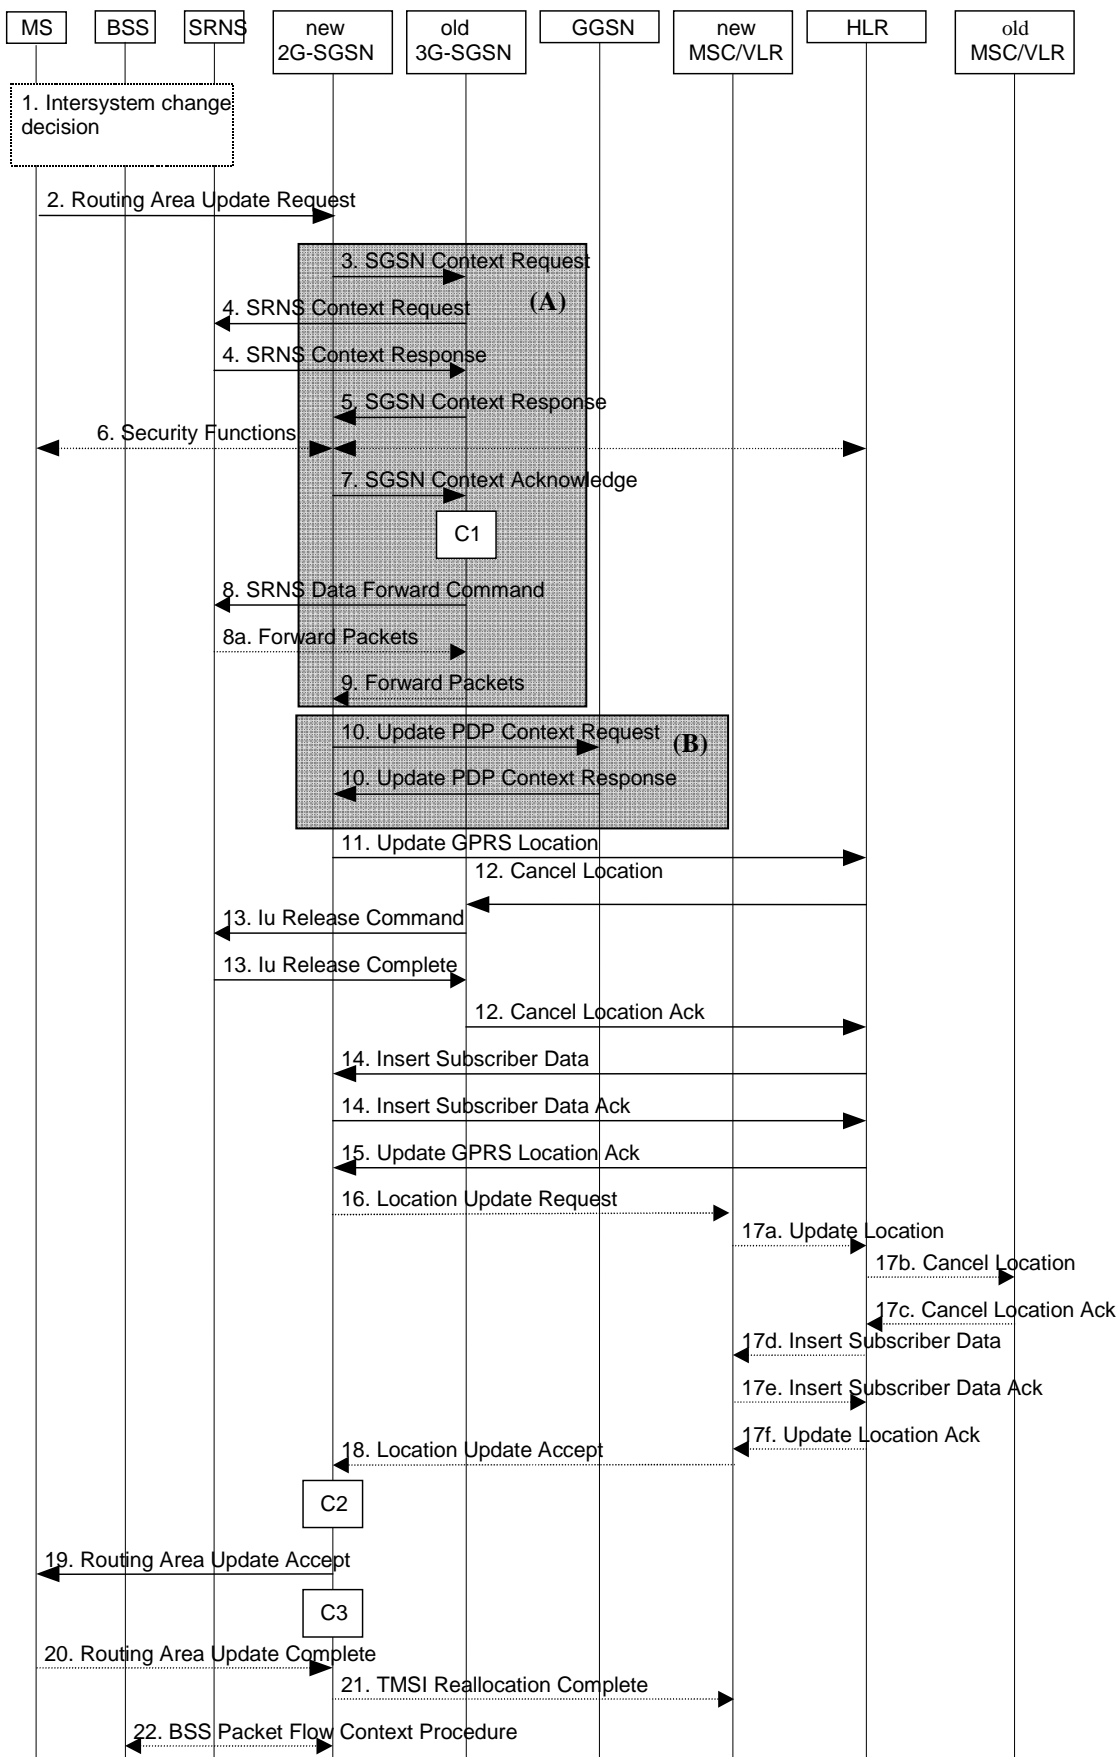 MS
BSS
SRNS
new
2G-SGSN
old
3G-SGSN
GGSN
new
MSC/VLR
HLR
old
MSC/VLR
1. Intersystem change
decision
2. Routing Area Update Request
3. SGSN Context Request
(A)
4. SRNS Context Request
4. SRNS Context Response
5. SGSN Context Response
6. Security Functions
7. SGSN Context Acknowledge
C1
8. SRNS Data Forward Command
8a. Forward Packets
9. Forward Packets
10. Update PDP Context Request
(B)
10. Update PDP Context Response
11. Update GPRS Location
12. Cancel Location
13. Iu Release Command
13. Iu Release Complete
12. Cancel Location Ack
14. Insert Subscriber Data
14. Insert Subscriber Data Ack
15. Update GPRS Location Ack
16. Location Update Request
17a. Update Location
17b. Cancel Location
17c. Cancel Location Ack
17d. Insert Subscriber Data
17e. Insert Subscriber Data Ack
17f. Update Location Ack
18. Location Update Accept
C2
19. Routing Area Update Accept
C3
20. Routing Area Update Complete
21. TMSI Reallocation Complete
22. BSS Packet Flow Context Procedure